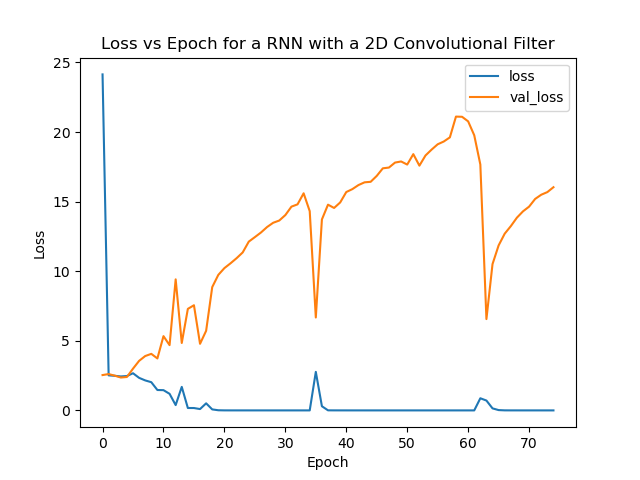 Loss vs Epoch for a RNN with a 2D Convolutional Filter
loss
val_loss
25
20
15
10
5
0
Loss
0 10 20 30 40 50 60 70
Epoch